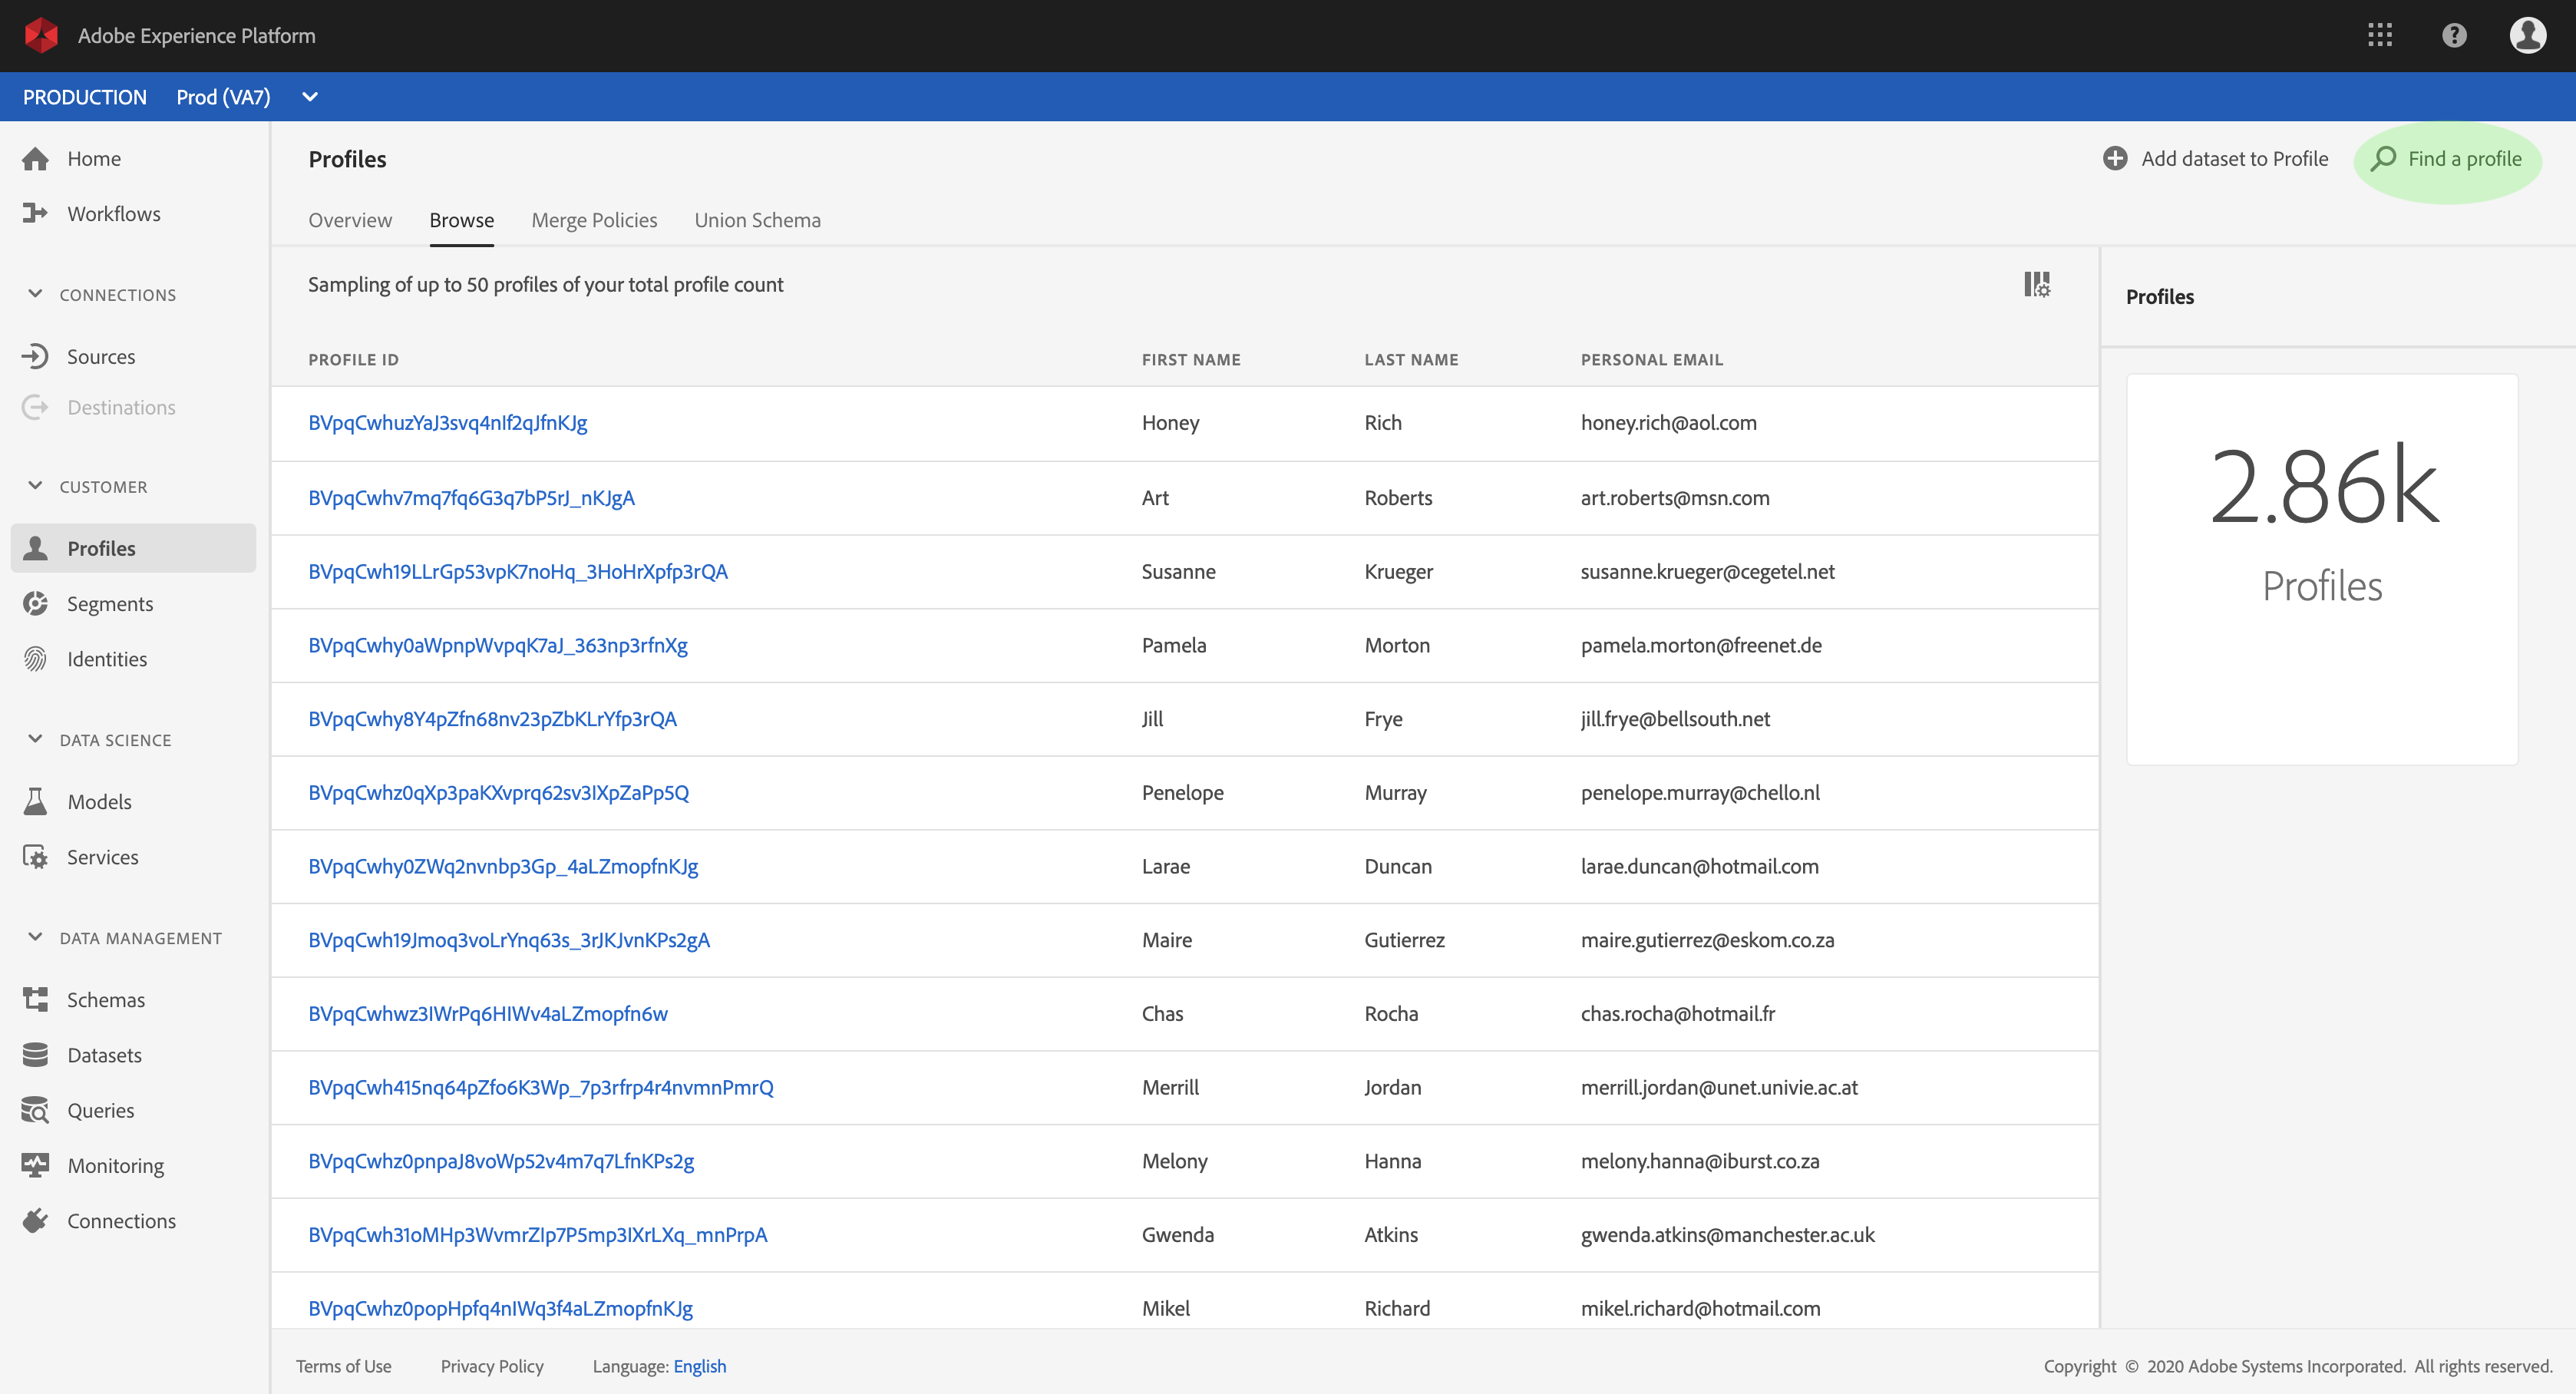 Adobe Experience Platform
PRODUCTION Prod (VA7)
Home
Workflows
CONNECTIONS
Sources
Destinations
CUSTOMER
Profiles
Segments
Identities
DATA SCIENCE
Models
Services
DATA MANAGEMENT
Schemas
Datasets
Queries
Monitoring
Connections
Profiles
Add dataset to Profile Find a profile
Overview Browse Merge Policies Union Schema
Sampling of up to 50 profiles of your total profile count
PROFILE ID FIRST NAME LAST NAME PERSONAL EMAIL
BVpqCwhuzYaJ3svq4nIf2qJfnKJg Honey Rich honey.rich@aol.com
BVpqCwhv7mq7fq6G3q7bP5rJ_nKJgA Art Roberts art.roberts@msn.com
BVpqCwh19LLrGp53vpK7noHq_3HoHrXpfp3rQA Susanne Krueger susanne.krueger@cegetel.net
BVpqCwhy0aWpnpWvpqK7aJ_363np3rfnXg Pamela Morton pamela.morton@freenet.de
BVpqCwhy8Y4pZfn68nv23pZbKLrYfp3rQA Jill Frye jill.frye@bellsouth.net
BVpqCwhz0qXp3paKXvprq62sv3IXpZaPp5Q Penelope Murray penelope.murray@chello.nl
BVpqCwhy0ZWq2nvnbp3Gp_4aLZmopfnKJg Larae Duncan larae.duncan@hotmail.com
BVpqCwh19Jmoq3voLrYnq63s_3rJKJvnKPs2gA Maire Gutierrez maire.gutierrez@eskom.co.za
BVpqCwhwz3IWrPq6HIWv4aLZmopfn6w Chas Rocha chas.rocha@hotmail.fr
BVpqCwh415nq64pZfo6K3Wp_7p3rfrp4r4nvmnPmrQ Merrill Jordan merrill.jordan@unet.univie.ac.at
BVpqCwhz0pnpaJ8voWp52v4m7q7LfnKPs2g Melony Hanna melony.hanna@iburst.co.za
BVpqCwh31oMHp3WvmrZIp7P5mp3IXrLXq_mnPrpA Gwenda Atkins gwenda.atkins@manchester.ac.uk
BVpqCwhz0popHpfq4nIWq3f4aLZmopfnKJg Mikel Richard mikel.richard@hotmail.com
Profiles
2.86k
Profiles
Terms of Use Privacy Policy Language: English
Copyright © 2020 Adobe Systems Incorporated. All rights reserved.